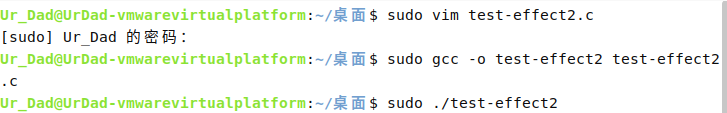 Ur_Dad@UrDad-vmwarevirtualplatform:~/桌面$ sudo vim test-effect2.c
[sudo] Ur_Dad 的密码：
Ur_Dad@UrDad-vmwarevirtualplatform:~/桌面$ sudo gcc -o test-effect2 test-effect2
.c
Ur_Dad@UrDad-vmwarevirtualplatform:~/桌面$ sudo ./test-effect2